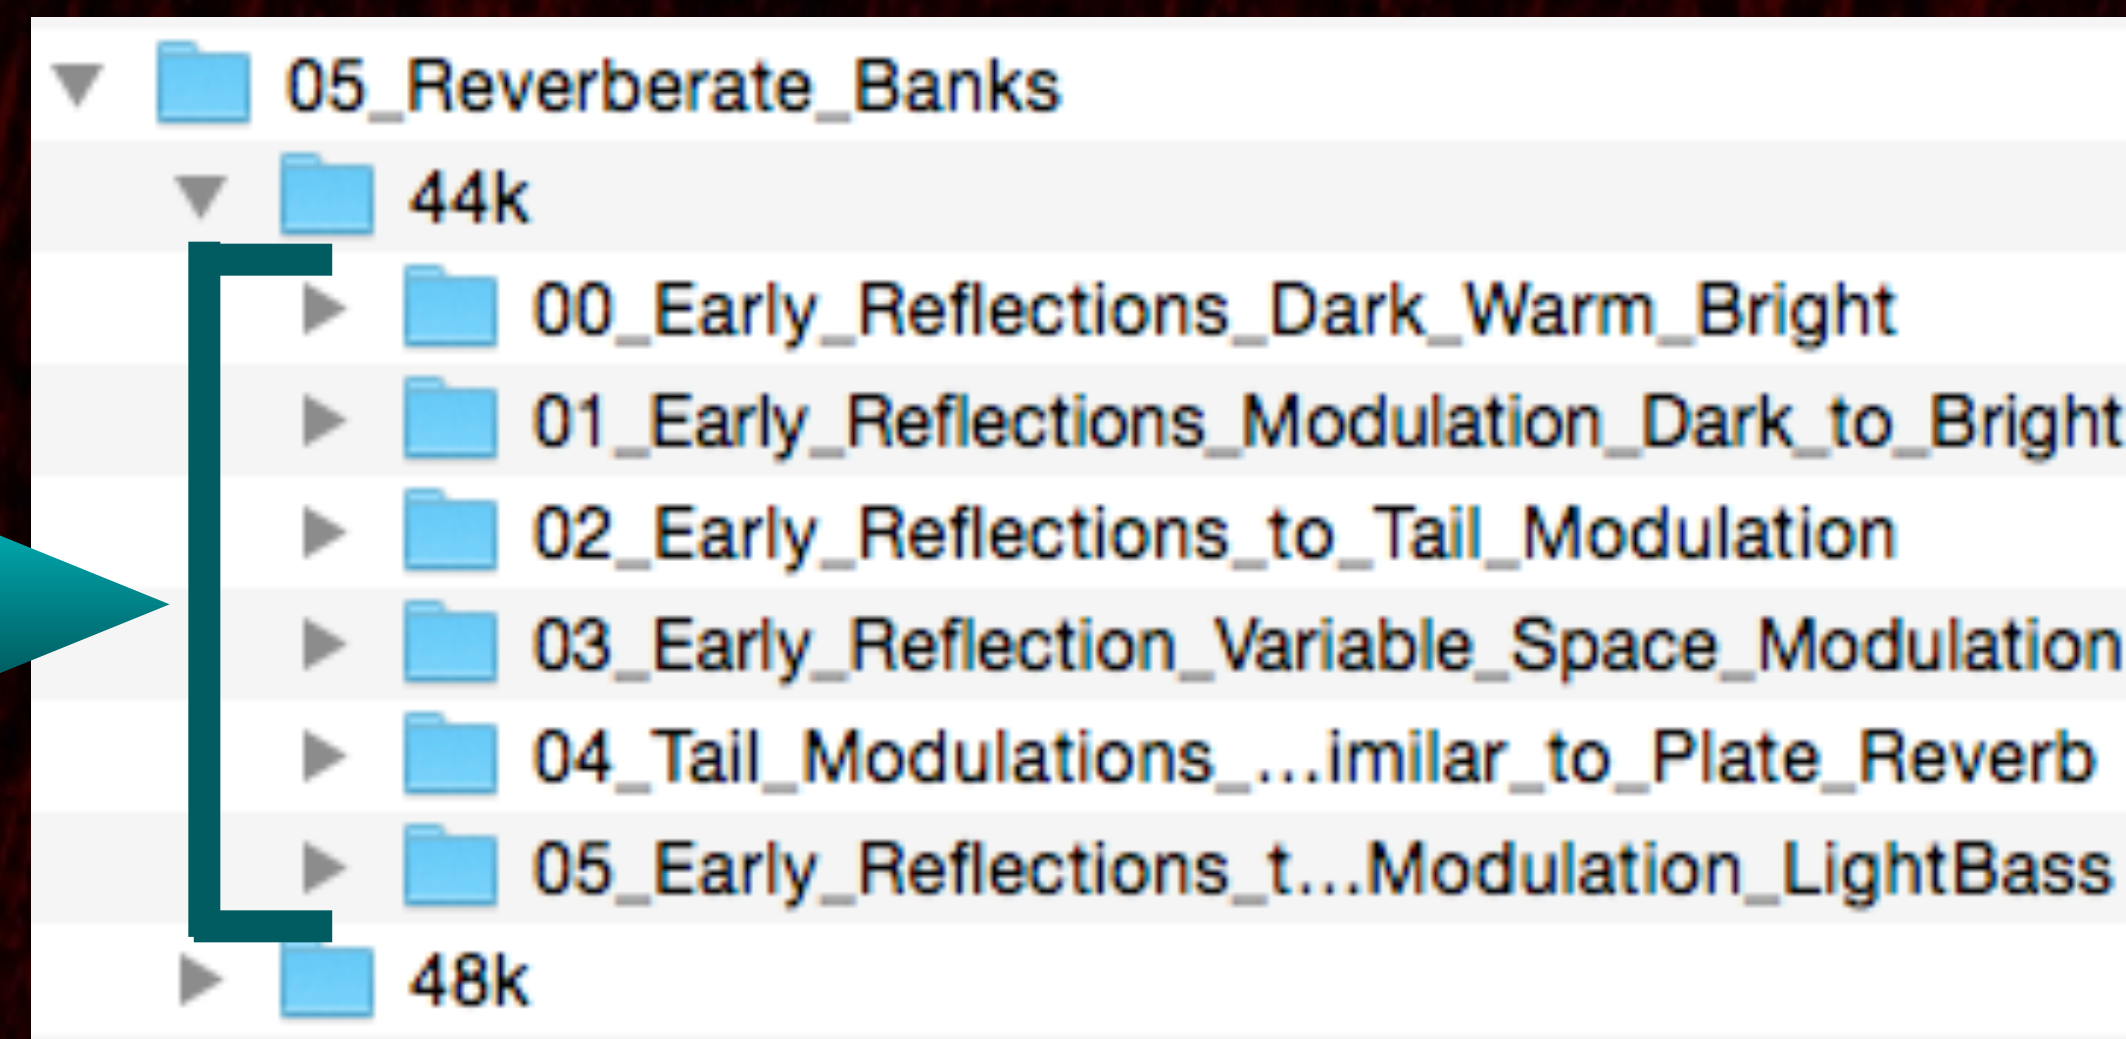 05_Reverberate_Banks
44k
00_Early_Reflections_Dark_Warm_Bright
01_Early_Reflections_Modulation_Dark_to_Bright
02_Early_Reflections_to_Tail_Modulation
03_Early_Reflection_Variable_Space_Modulation
04_Tail_Modulations_...imilar_to_Plate_Reverb
05_Early_Reflections_t...Modulation_LightBass
48k